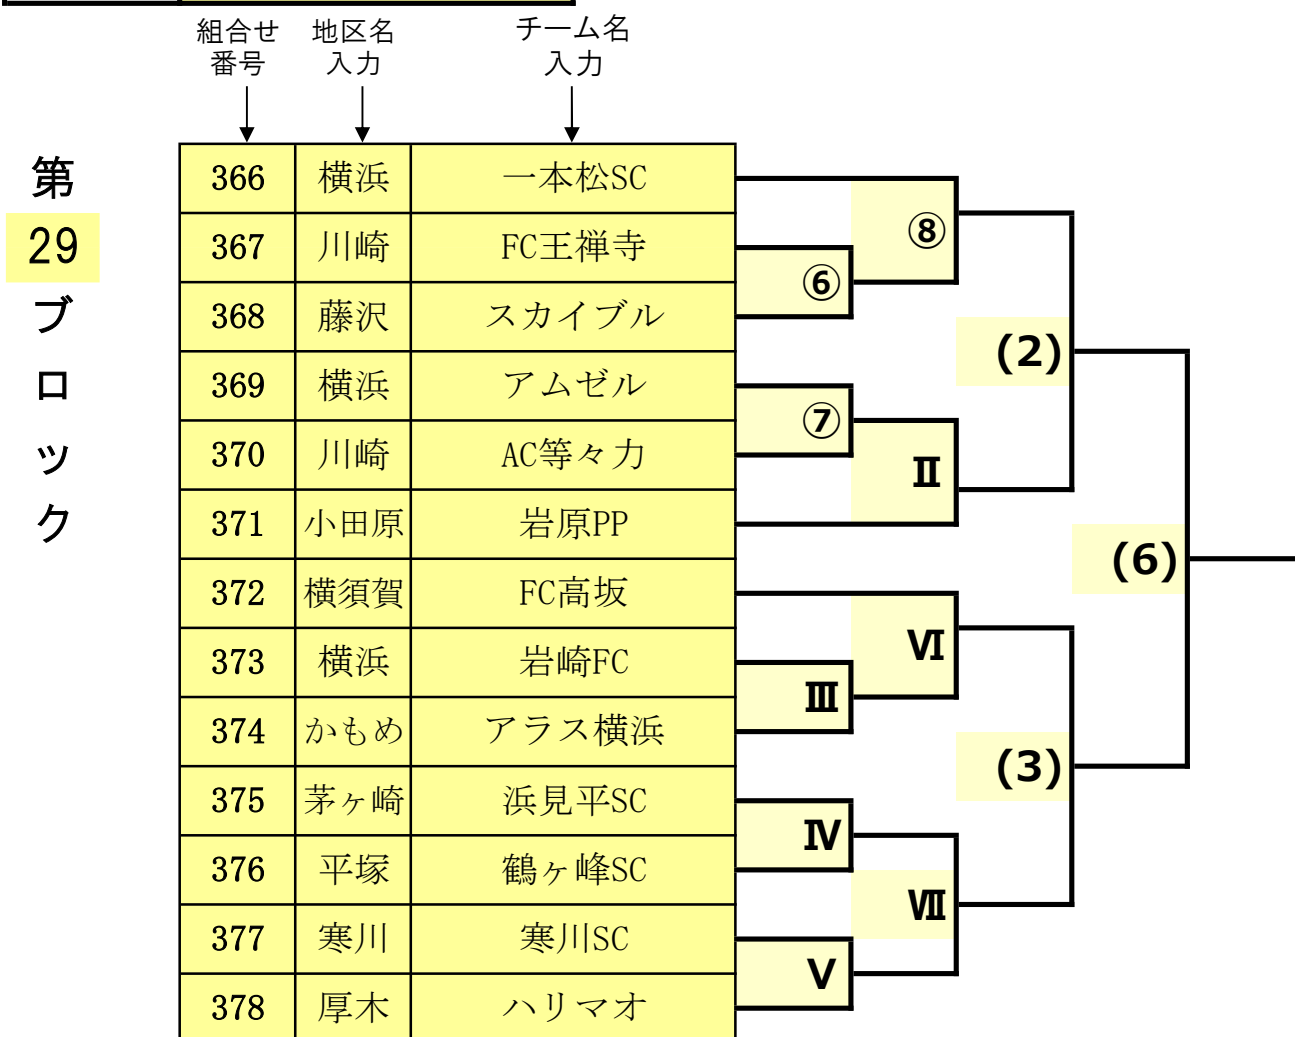 組合せ 地区名 チーム名
番号 入力 入力
第29ブロック
366 横浜 一本松SC
367 川崎 FC王禅寺
368 藤沢 スカイブル
369 横浜 アムゼル
370 川崎 AC等々力
371 小田原 岩原PP
372 横須賀 FC高坂
373 横浜 岩崎FC
374 かもめ アラス横浜
375 茅ヶ崎 浜見平SC
376 平塚 鶴ヶ峰SC
377 寒川 寒川SC
378 厚木 ハリマオ
⑧
⑥
(2)
⑦
Ⅱ
(6)
Ⅵ
Ⅲ
(3)
Ⅳ
Ⅶ
Ⅴ